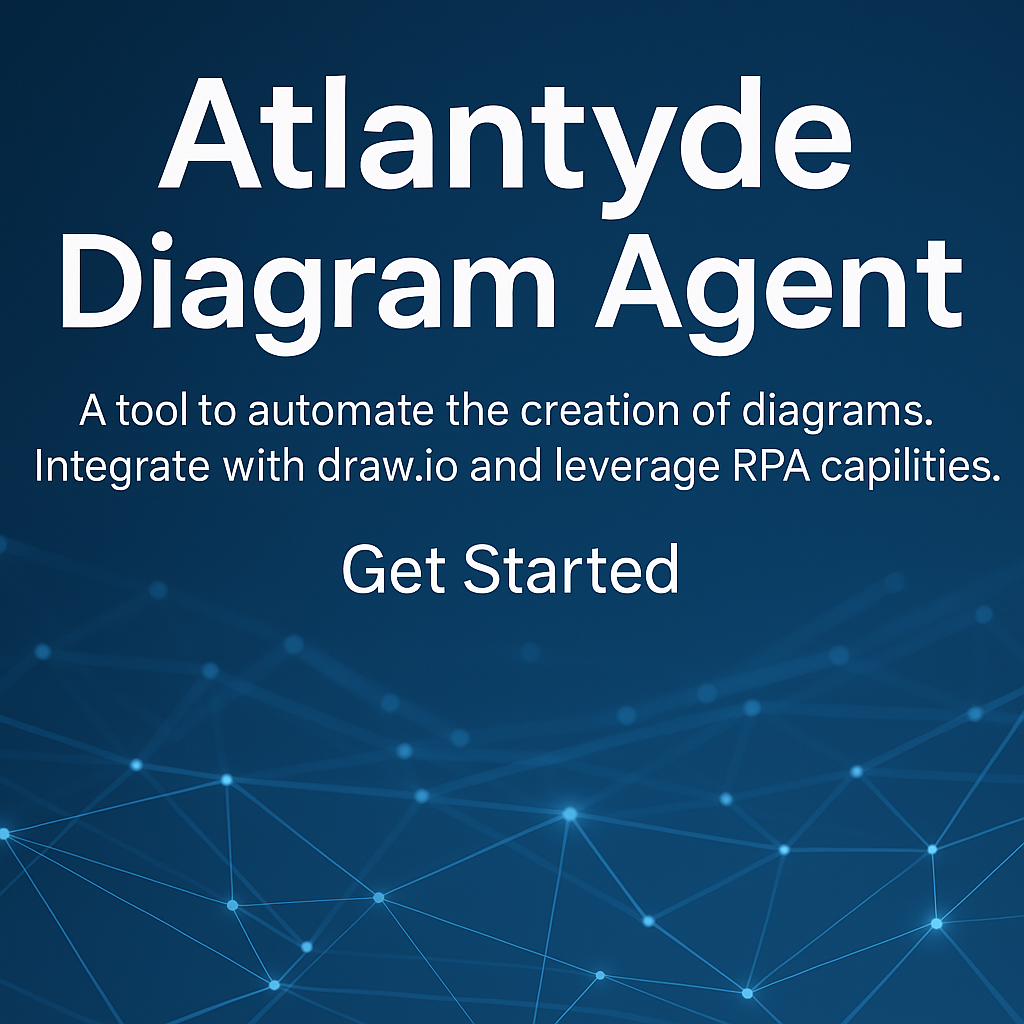 Atlantyde
Diagram Agent
A tool to automate the creation of diagrams.
Integrate with draw.io and leverage RPA capilities.
Get Started